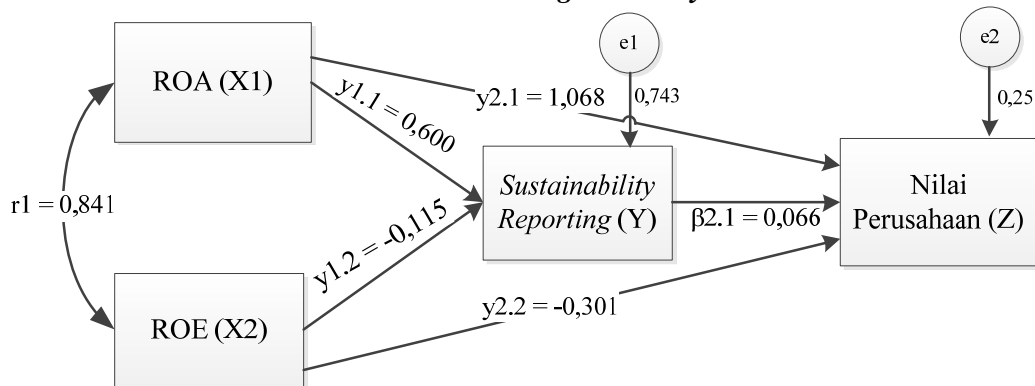 e1
e2
ROA (X1)
y2.1 = 1,068
0,743
0,25
y1.1 = 0,600
r1 = 0,841
Sustainability
Reporting (Y)
β2.1 = 0,066
Nilai
Perusahaan (Z)
y1.2 = -0,115
y2.2 = -0,301
ROE (X2)